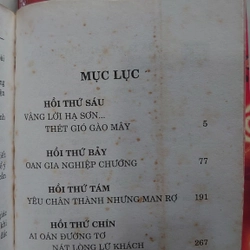 MỤC LỤC
HỒI THỨ SÁU
VÂNG LỜI HẠ SƠN...
THÉT GIÓ GÀO MÂY 5
HỒI THỨ BẢY
OAN GIA NGHIỆP CHƯỚNG 77
HỒI THỨ TÁM
YÊU CHÂN THÀNH NHƯNG MAN RỢ 191
HỒI THỨ CHÍN
AI OÁN ĐƯỜNG TƠ
NÁT LÒNG LỮ KHÁCH 267